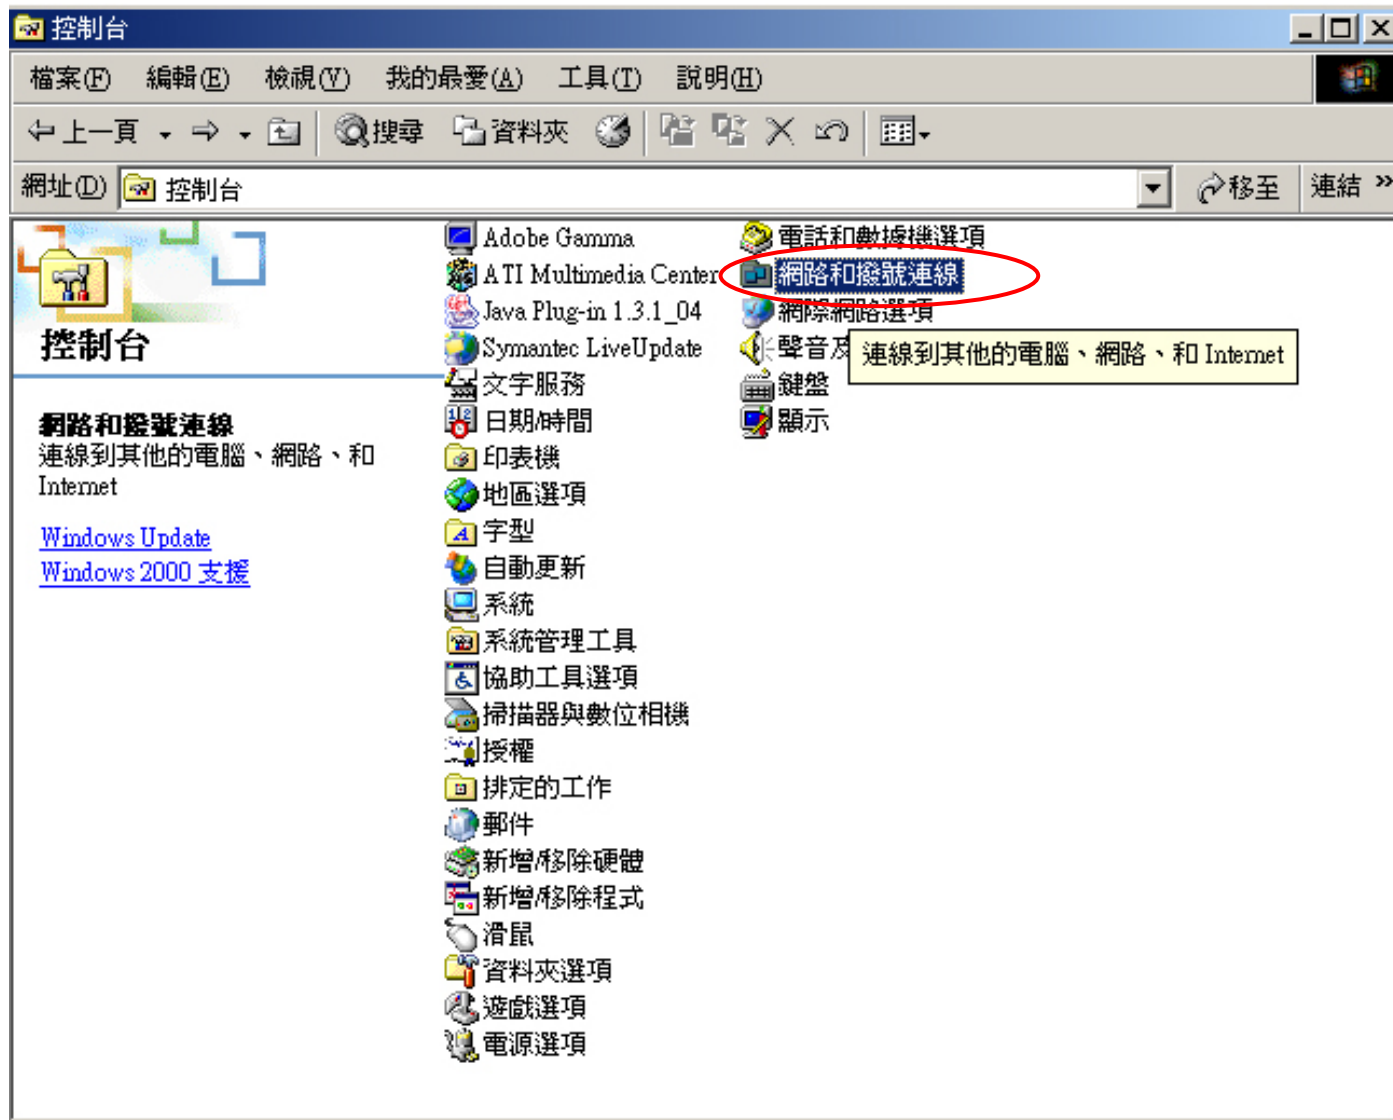 控制台
檔案(F) 編輯(E) 檢視(V) 我的最愛(A) 工具(T) 說明(H)
上一頁 搜尋 資料夾
網址(D) 控制台 移至 連結 »
控制台
網路和撥號連線
連線到其他的電腦、網路、和
Internet
Windows Update
Windows 2000 支援
Adobe Gamma
ATI Multimedia Center
Java Plug-in 1.3.1_04
Symantec LiveUpdate
文字服務
日期/時間
印表機
地區選項
字型
自動更新
系統
系統管理工具
協助工具選項
掃描器與數位相機
授權
排定的工作
郵件
新增/移除硬體
新增/移除程式
滑鼠
資料夾選項
遊戲選項
電源選項
電話和數據機選項
網路和撥號連線
網際網路選項
聲音及
連線到其他的電腦、網路、和 Internet
鍵盤
顯示